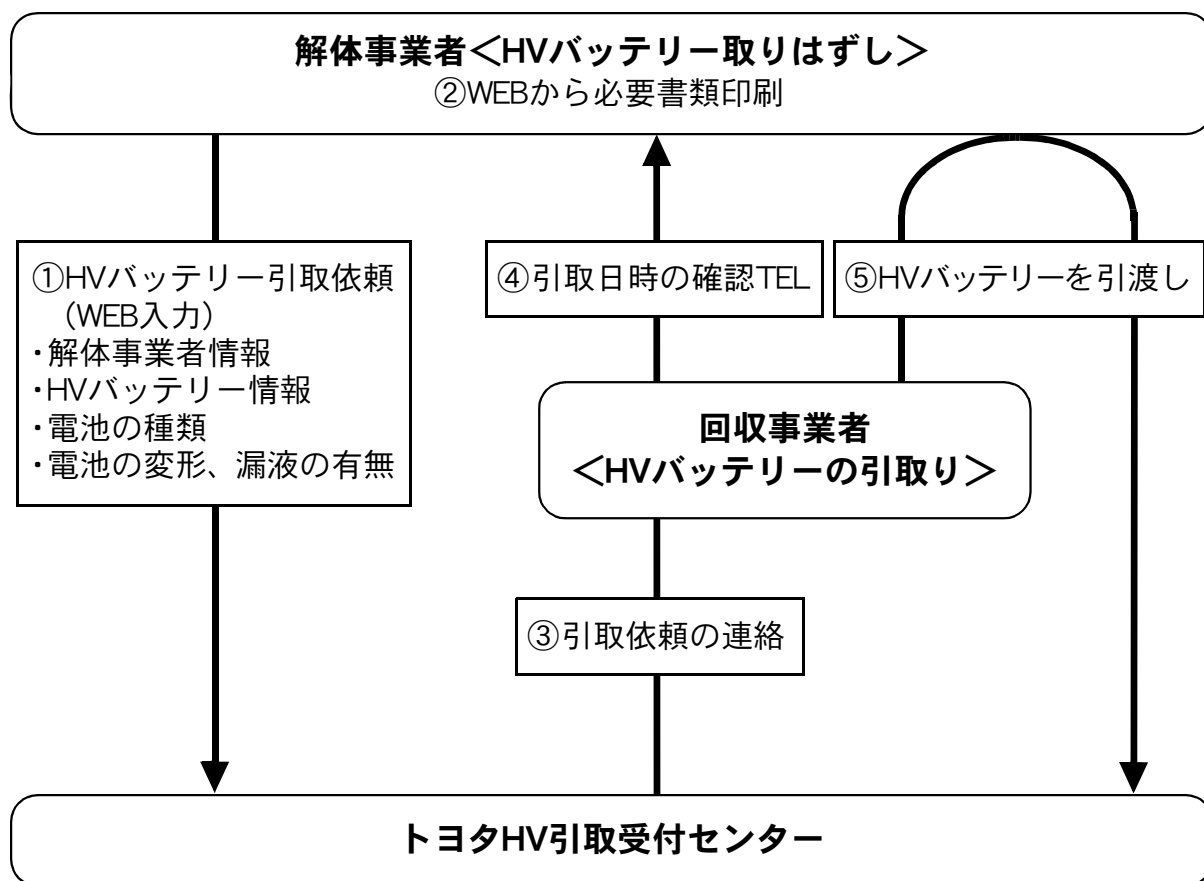 解体事業者＜HVバッテリー取りはずし＞
②WEBから必要書類印刷
①HVバッテリー引取依頼
（WEB入力）
・解体事業者情報
・HVバッテリー情報
・電池の種類
・電池の変形、漏液の有無
④引取日時の確認TEL
⑤HVバッテリーを引渡し
回収事業者
＜HVバッテリーの引取り＞
③引取依頼の連絡
トヨタHV引取受付センター